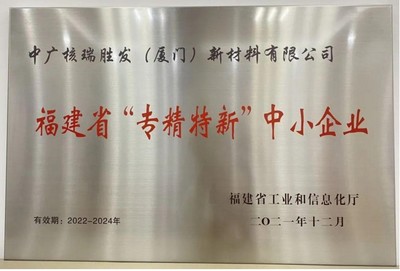 中广核瑞胜发（厦门）新材料有限公司
福建省“专精特新”中小企业
福建省工业和信息化厅
有效期：2022-2024年
二〇二一年十二月